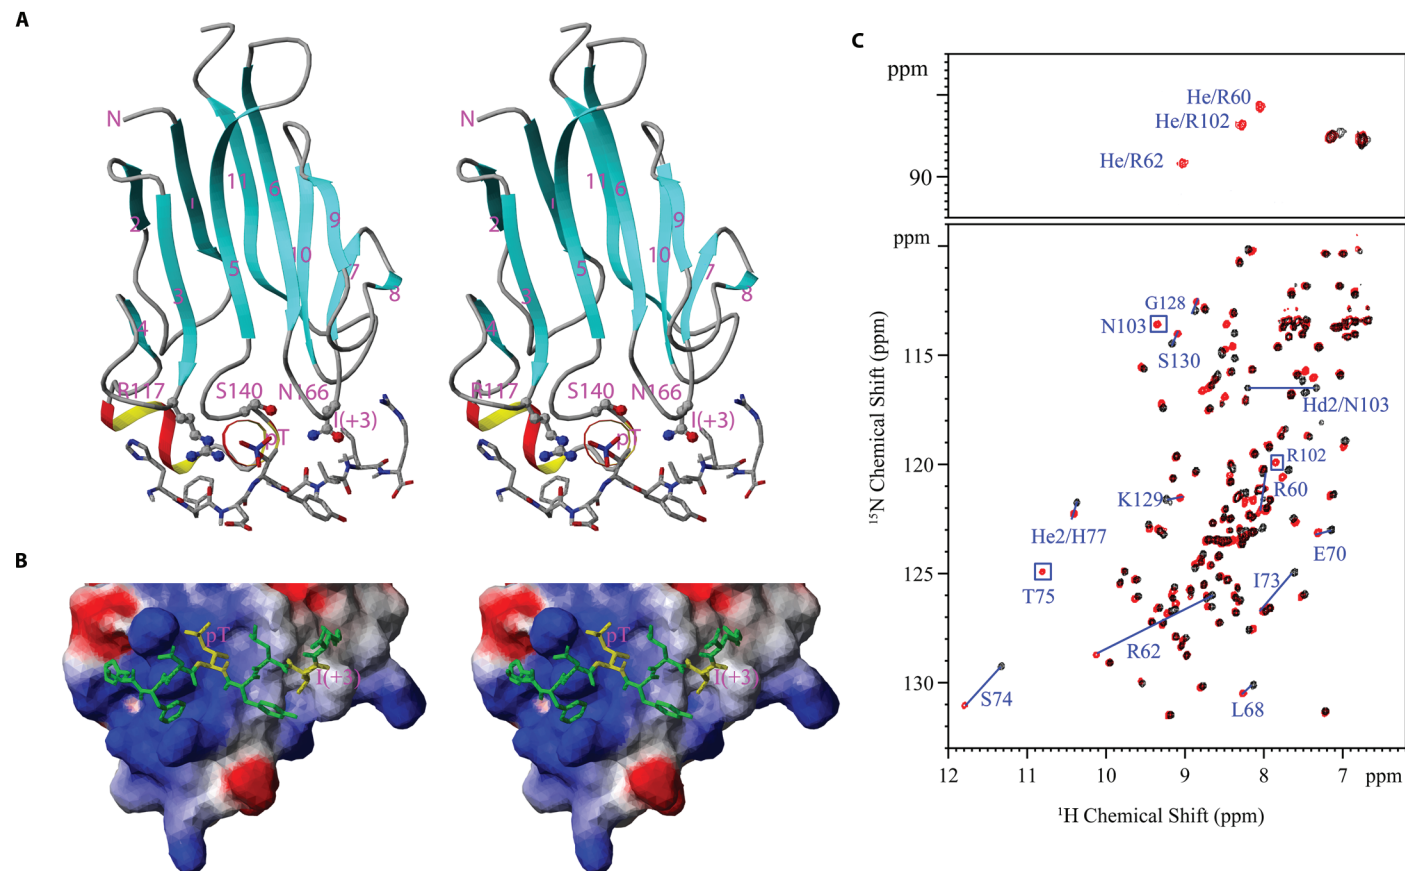 A
N
1
2
3
4
5
6
7
8
9
10
11
R117
S140
N166
pT
I(+3)
N
1
2
3
4
5
6
7
8
9
10
11
R117
S140
N166
pT
I(+3)
B
pT
I(+3)
pT
I(+3)
C
ppm
He/R60
He/R102
He/R62
90
ppm
G128
N103
S130
115
Hd2/N103
120
R102
R60
K129
He2/H77
E70
125
I73
T75
R62
130
S74
L68
12 11 10 9 8 7 ppm
15N Chemical Shift (ppm)
1H Chemical Shift (ppm)